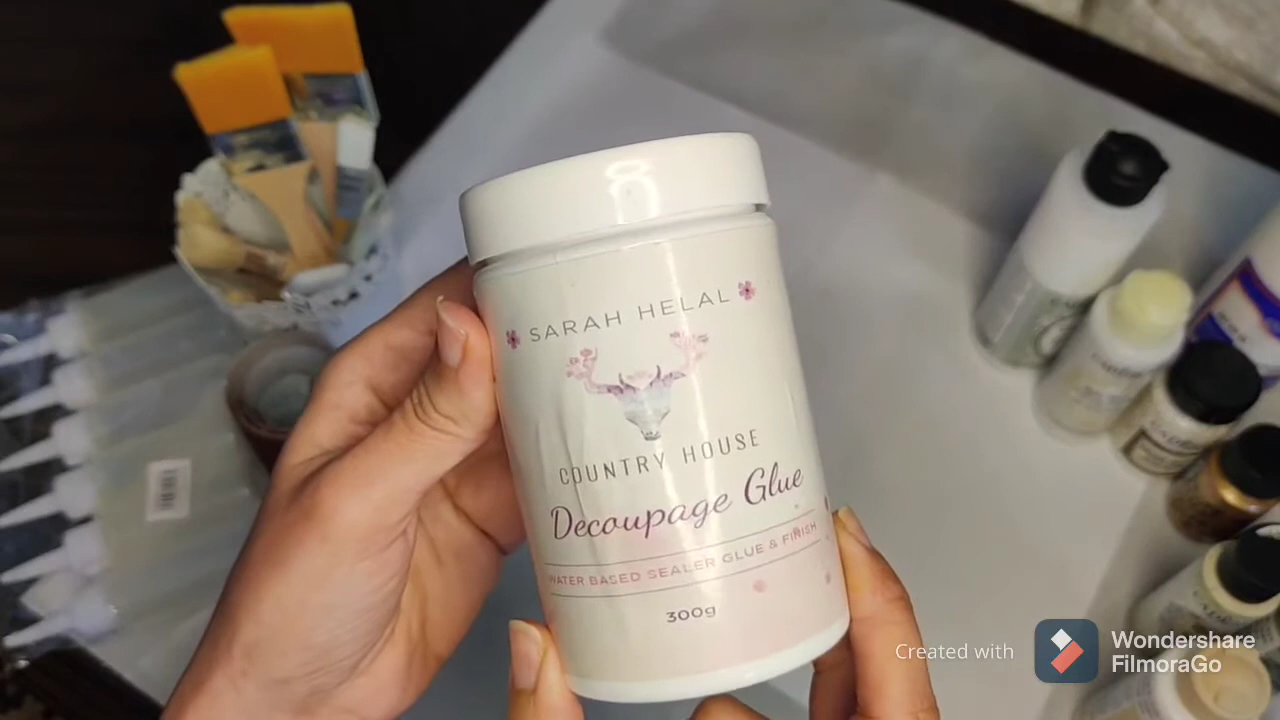 SARAH HELAL
COUNTRY HOUSE
Decoupage Glue
WATER BASED SEALER GLUE & FINISH
300g
Created with
Wondershare
FilmoraGo